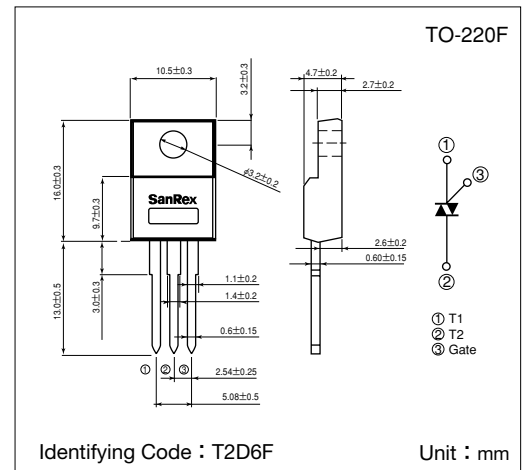 TO-220F
10.5±0.3
3.2±0.3
4.7±0.2
2.7±0.2
16.0±0.3
9.7±0.3
φ3.2±0.2
SanRex
13.0±0.5
3.0±0.3
1.1±0.2
1.4±0.2
0.6±0.15
2.54±0.25
5.08±0.5
① ② ③
2.6±0.2
0.60±0.15
①
③
②
① T1
② T2
③ Gate
Identifying Code：T2D6F
Unit：mm